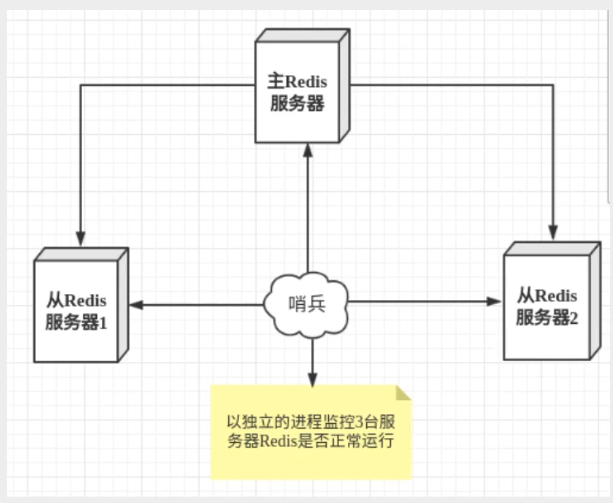 主Redis
服务器
从Redis
服务器1
哨兵
从Redis
服务器2
以独立的进程监控3台服
务器Redis是否正常运行